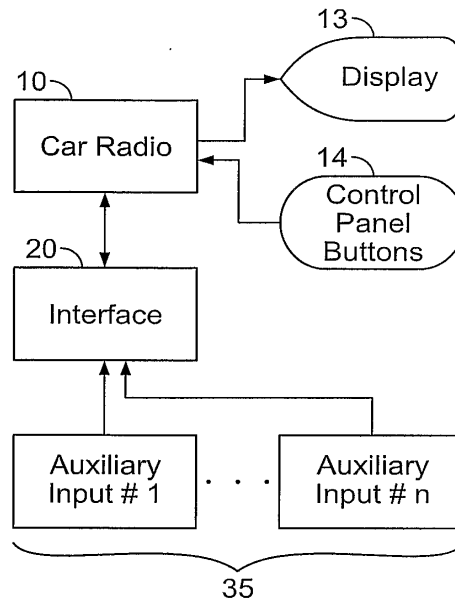 13
Display
10
Car Radio
14
Control
Panel
Buttons
20
Interface
Auxiliary
Input # 1
. . .
Auxiliary
Input # n
35